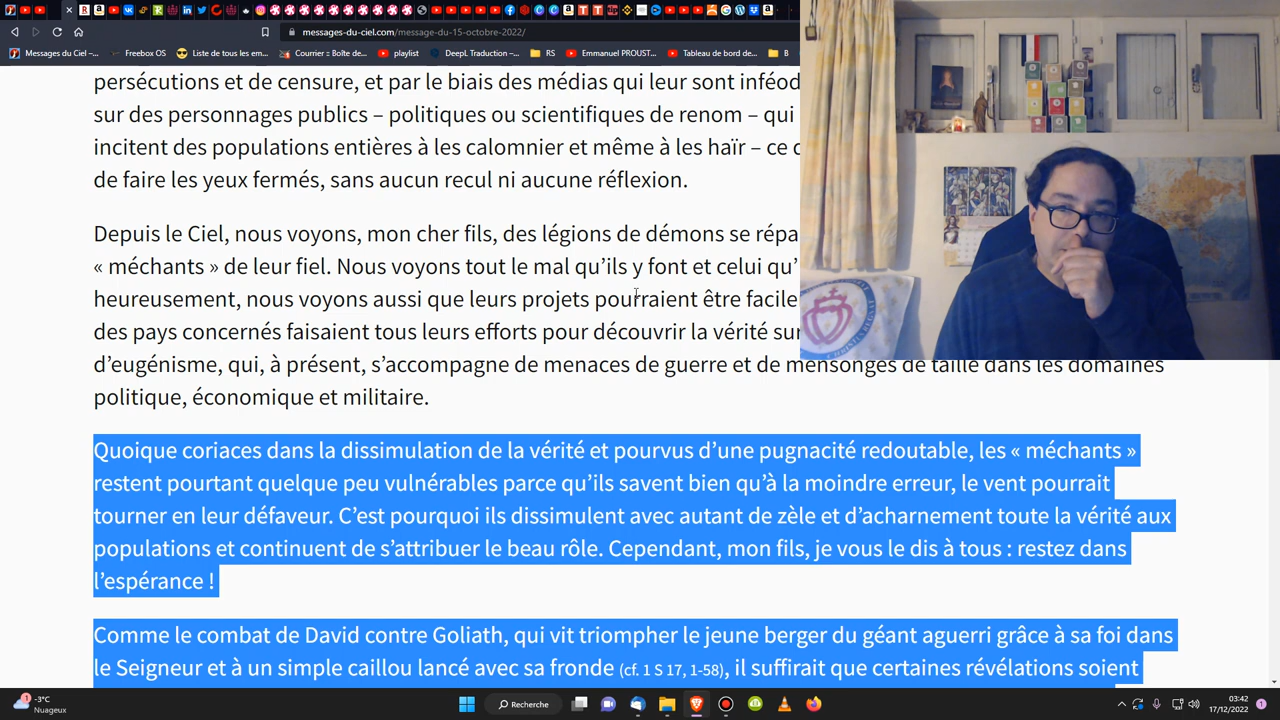 messages-du-ciel.com/message-du-15-octobre-2022/
Messages du Ciel –...
Freebox OS
Liste de tous les em...
Courrier :: Boîte de...
playlist
DeepL Traduction –...
RS
Emmanuel PROUST...
Tableau de bord de...
B
persécutions et de censure, et par le biais des médias qui leur sont inféod
sur des personnages publics – politiques ou scientifiques de renom – qui
incitent des populations entières à les calomnier et même à les haïr – ce
de faire les yeux fermés, sans aucun recul ni aucune réflexion.
Depuis le Ciel, nous voyons, mon cher fils, des légions de démons se répa
« méchants » de leur fiel. Nous voyons tout le mal qu’ils y font et celui qu’
heureusement, nous voyons aussi que leurs projets pourraient être facile
des pays concernés faisaient tous leurs efforts pour découvrir la vérité sur
d’eugénisme, qui, à présent, s’accompagne de menaces de guerre et de mensonges de taille dans les domaines
politique, économique et militaire.
Quoique coriaces dans la dissimulation de la vérité et pourvus d’une pugnacité redoutable, les « méchants »
restent pourtant quelque peu vulnérables parce qu’ils savent bien qu’à la moindre erreur, le vent pourrait
tourner en leur défaveur. C’est pourquoi ils dissimulent avec autant de zèle et d’acharnement toute la vérité aux
populations et continuent de s’attribuer le beau rôle. Cependant, mon fils, je vous le dis à tous : restez dans
l’espérance !
Comme le combat de David contre Goliath, qui vit triompher le jeune berger du géant aguerri grâce à sa foi dans
le Seigneur et à un simple caillou lancé avec sa fronde (cf. 1 S 17, 1-58), il suffirait que certaines révélations soient
1
-3°C
Nuageux
Recherche
03:42
17/12/2022